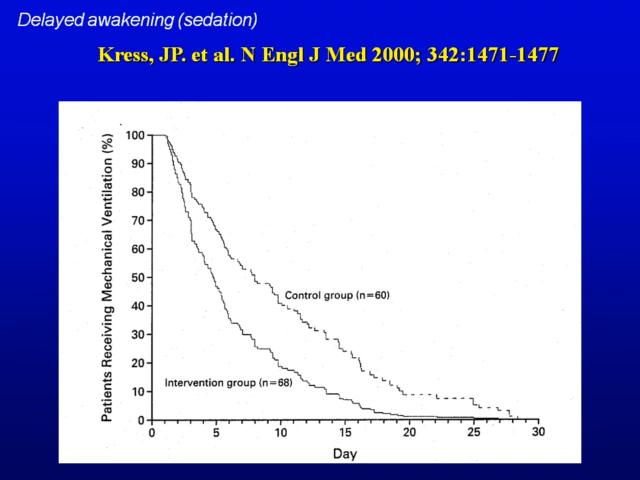 Delayed awakening (sedation)
Kress, JP. et al. N Engl J Med 2000; 342:1471-1477
Patients Receiving Mechanical Ventilation (%)
100
90
80
70
60
50
40
30
20
10
0
Control group (n=60)
Intervention group (n=68)
0 5 10 15 20 25 30
Day